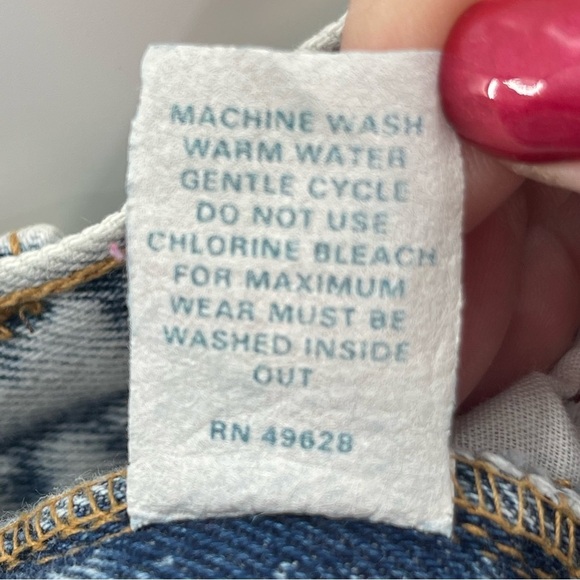 MACHINE WASH
WARM WATER
GENTLE CYCLE
DO NOT USE
CHLORINE BLEACH
FOR MAXIMUM
WEAR MUST BE
WASHED INSIDE
OUT
RN 49628